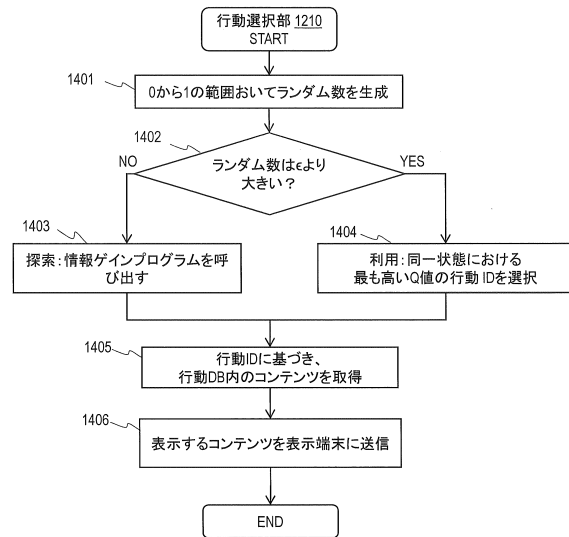 行動選択部 1210
START
1401
0から1の範囲おいてランダム数を生成
1402
ランダム数はεより
大きい？
NO
YES
1403
探索：情報ゲインプログラムを呼
び出す
1404
利用：同一状態における
最も高いQ値の行動 IDを選択
1405
行動IDに基づき、
行動DB内のコンテンツを取得
1406
表示するコンテンツを表示端末に送信
END